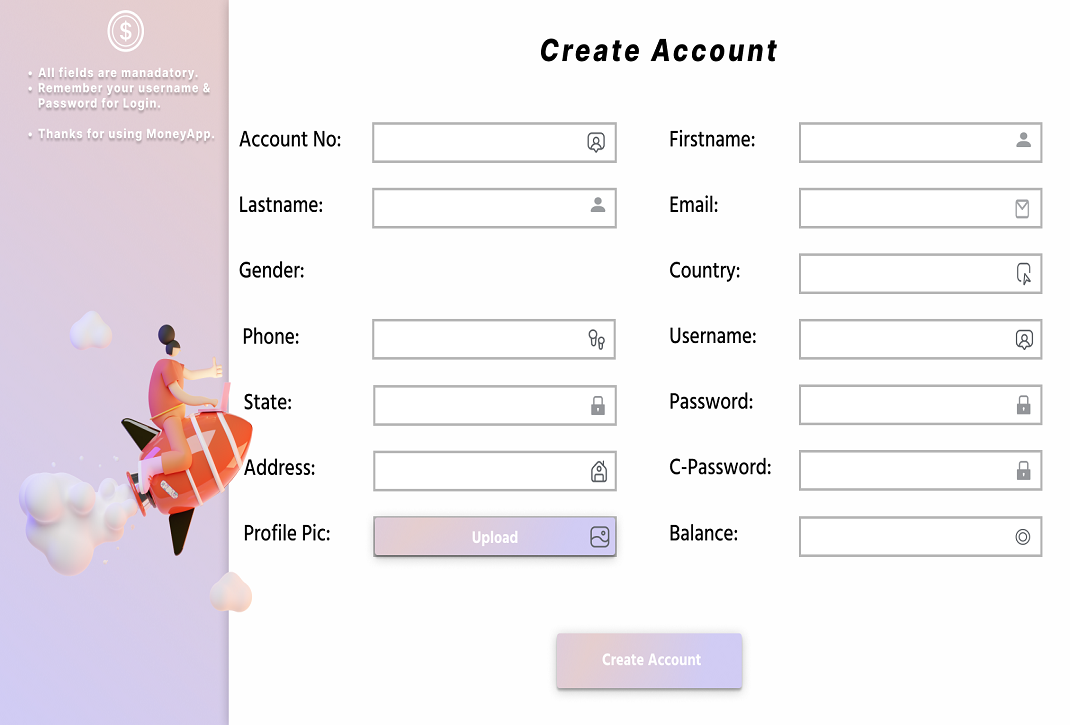 $
• All fields are manadatory.
• Remember your username &
Password for Login.
• Thanks for using MoneyApp.
Create Account
Account No:
Firstname:
Lastname:
Email:
Gender:
Country:
Phone:
Username:
State:
Password:
Address:
C-Password:
Profile Pic:
Upload
Balance:
Create Account